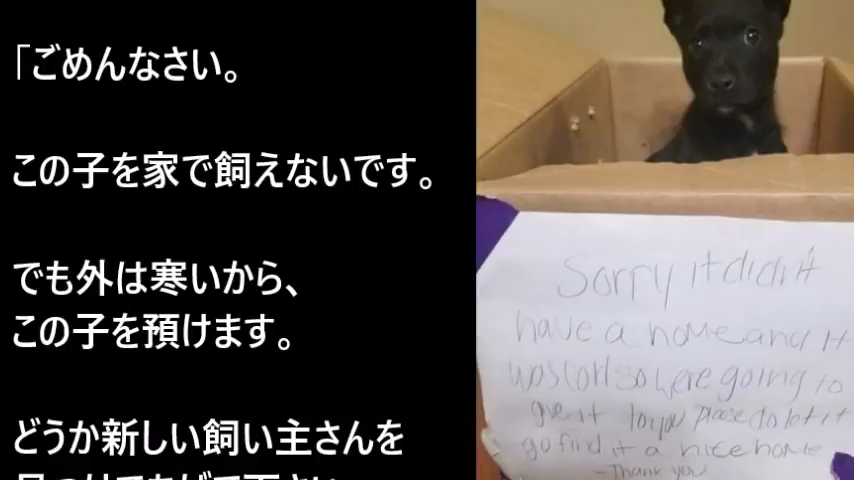 「ごめんなさい。
この子を家で飼えないです。
でも外は寒いから、
この子を預けます。
どうか新しい飼い主さんを
Sorry it didn't
have a home and it
was cold so were going to
give it to you please do let it
go find it a nice home
-Thank you